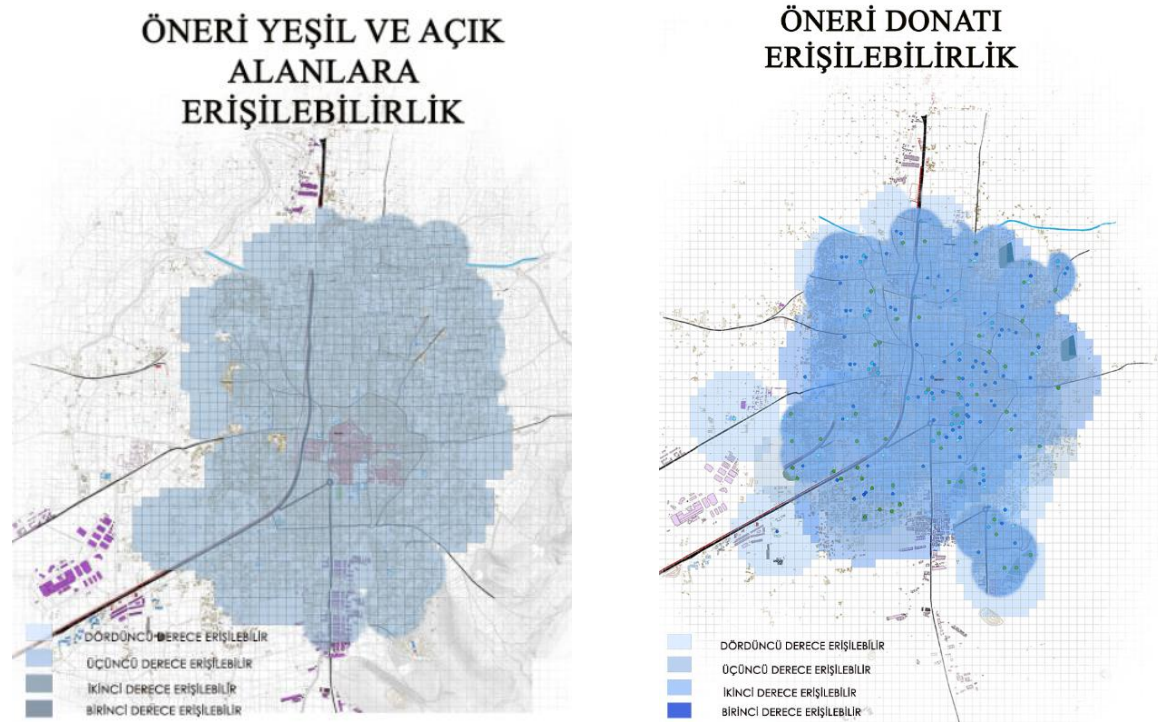 ÖNERİ YEŞİL VE AÇIK
ALANLARA
ERİŞİLEBİLİRLİK
DÖRDÜNCÜ DERECE ERİŞİLEBİLİR
ÜÇÜNCÜ DERECE ERİŞİLEBİLİR
İKİNCİ DERECE ERİŞİLEBİLİR
BİRİNCİ DERECE ERİŞİLEBİLİR
ÖNERİ DONATI
ERİŞİLEBİLİRLİK
DÖRDÜNCÜ DERECE ERİŞİLEBİLİR
ÜÇÜNCÜ DERECE ERİŞİLEBİLİR
İKİNCİ DERECE ERİŞİLEBİLİR
BİRİNCİ DERECE ERİŞİLEBİLİR